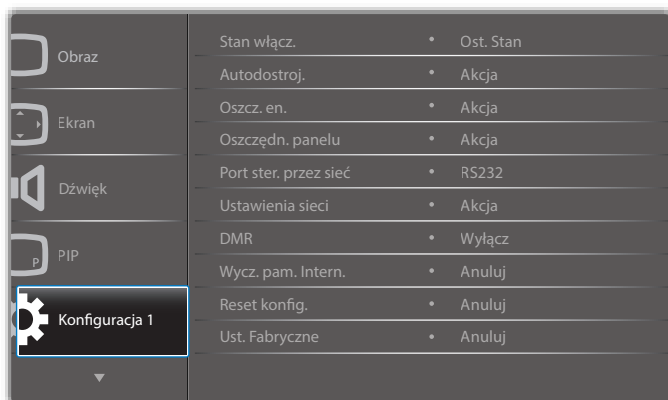 Obraz
Ekran
Dźwięk
P
PIP
Konfiguracja 1
Stan włącz. • Ost. Stan
Autodostroj. • Akcja
Oszcz. en. • Akcja
Oszczędn. panelu • Akcja
Port ster. przez sieć • RS232
Ustawienia sieci • Akcja
DMR • Wyłącz
Wycz. pam. Intern. • Anuluj
Reset konfig. • Anuluj
Ust. Fabryczne • Anuluj